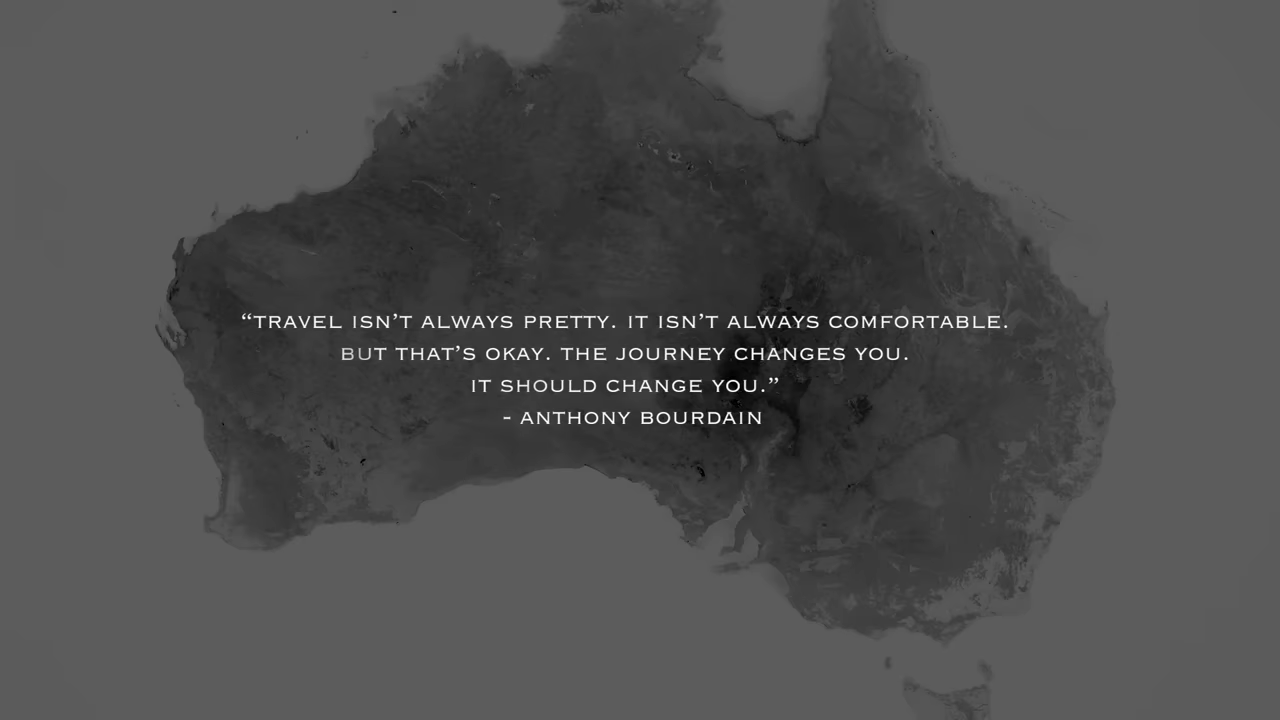 “TRAVEL ISN’T ALWAYS PRETTY. IT ISN’T ALWAYS COMFORTABLE.
BUT THAT’S OKAY. THE JOURNEY CHANGES YOU.
IT SHOULD CHANGE YOU.”
- ANTHONY BOURDAIN